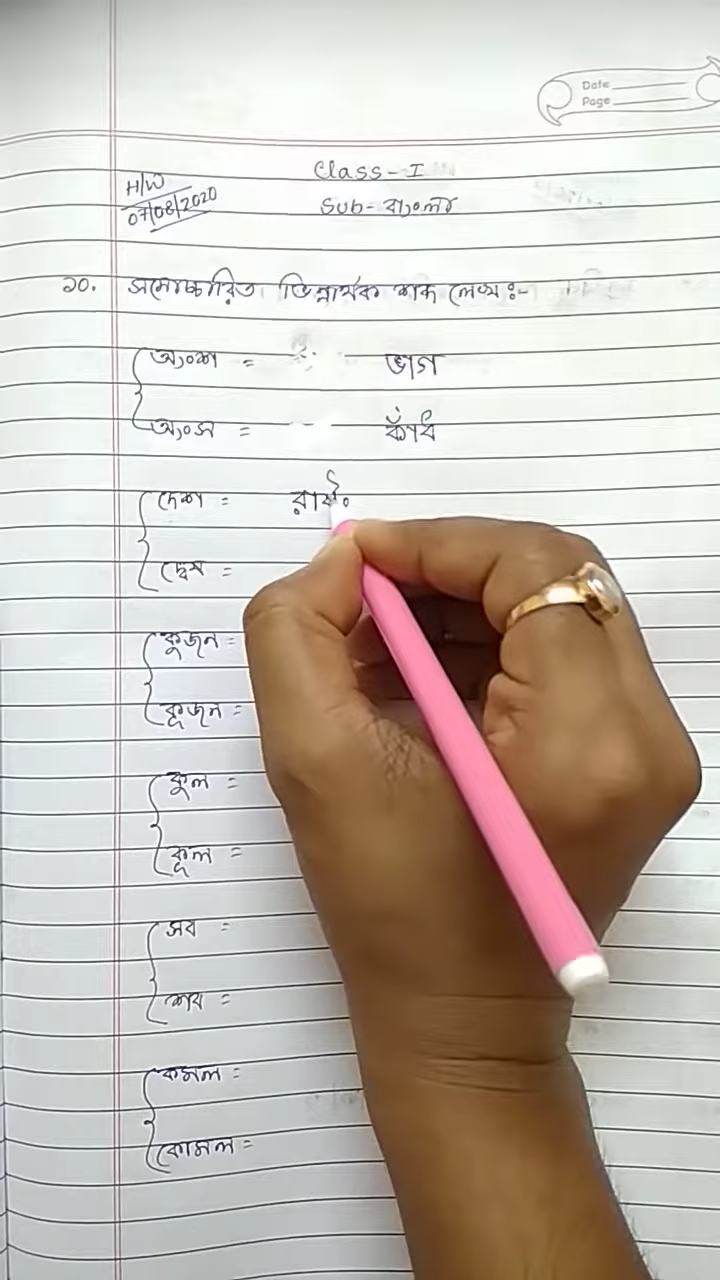 Date
Page
Class-I
H/W
07/08/2020
Sub-বাংলা
১০. সমোচ্চারিত ভিন্নার্থক শব্দ লেখ :-
অংশ = ভাগ
অংস = কাঁধ
দেশ =
দ্বেষ =
কুজন =
কূজন =
কুল =
কূল =
সব =
শব =
কমল =
কোমল =